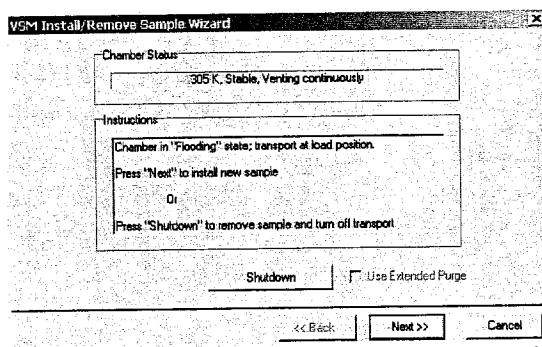 VSM Install/Remove Sample Wizard
Chamber Status
305 K, Stable, Venting continuously
Instructions
Chamber in "Flooding" state; transport at load position.
Press "Next" to install new sample
Or
Press "Shutdown" to remove sample and turn off transport
Shutdown
Use Extended Purge
<< Back
Next >>
Cancel